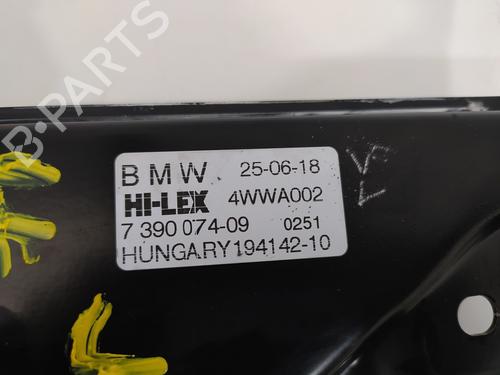 B-PARTS
BMW 25-06-18
HI-LEX 4WWA002
7 390 074-09 0251
HUNGARY194142-10